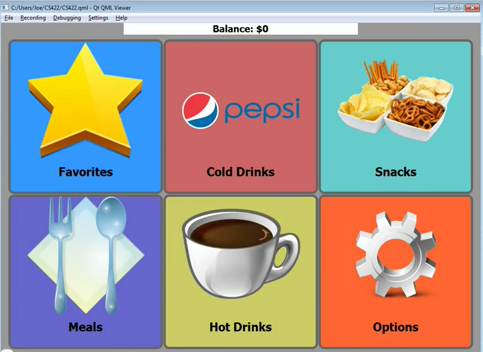 C:/Users/Joe/CS422/CS422.qml - Qt QML Viewer
File Recording Debugging Settings Help
Balance: $0
pepsi
Favorites Cold Drinks Snacks
Meals Hot Drinks Options